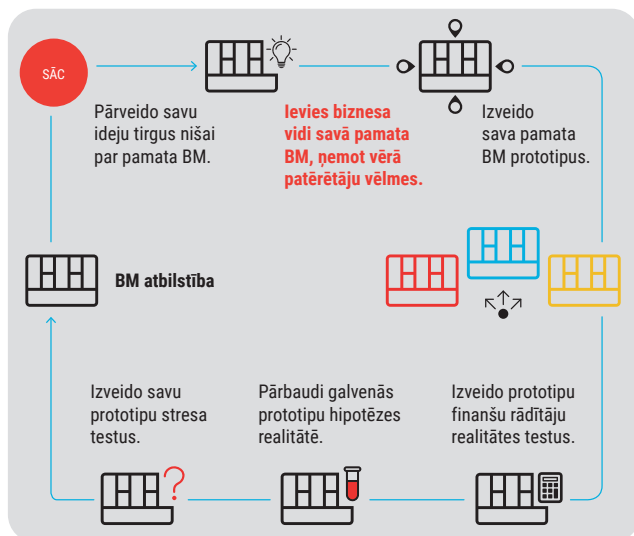 SĀC
Pārveido savu
ideju tirgus nišai
par pamata BM.
Ievies biznesa
vidi savā pamata
BM, ņemot vērā
patērētāju vēlmes.
Izveido
sava pamata
BM prototipus.
BM atbilstība
Izveido savu
prototipu stresa
testus.
Pārbaudi galvenās
prototipu hipotēzes
realitātē.
Izveido prototipu
finanšu rādītāju
realitātes testus.
?